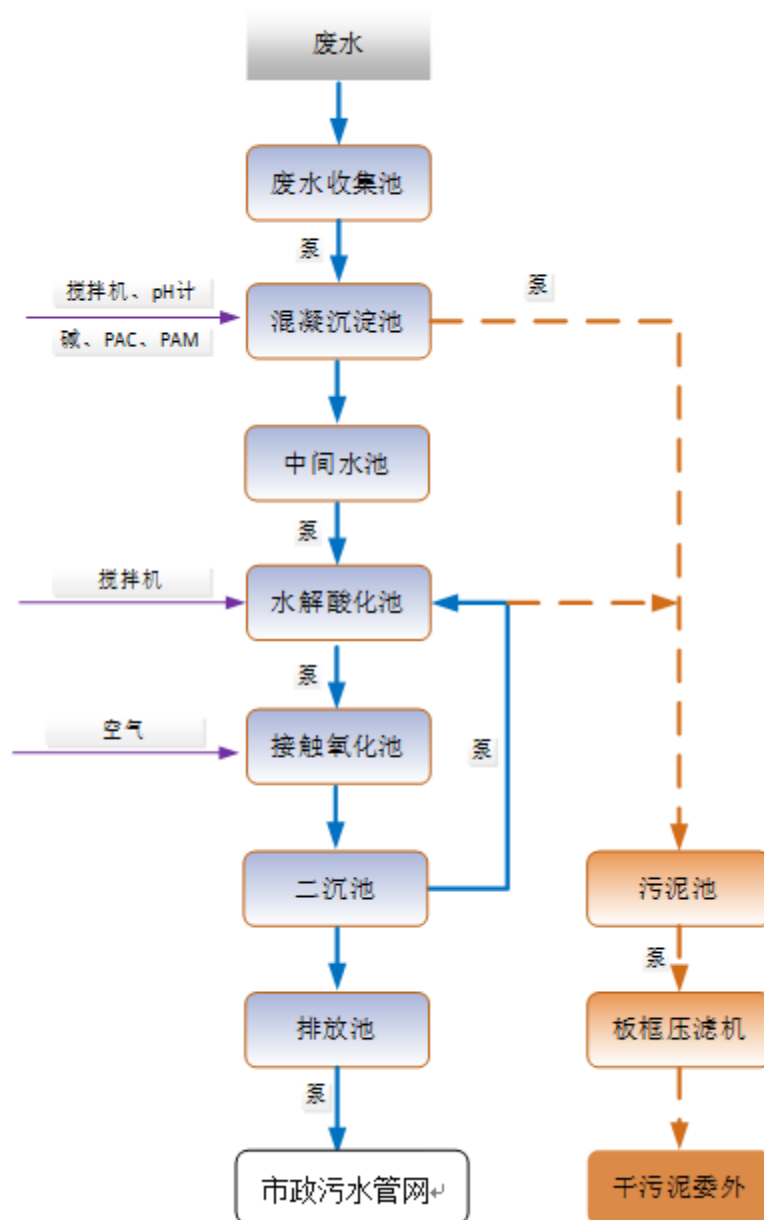 废水
废水收集池
泵
搅拌机、pH计
碱、PAC、PAM
混凝沉淀池
泵
中间水池
泵
搅拌机
水解酸化池
泵
空气
接触氧化池
泵
二沉池
污泥池
泵
排放池
板框压滤机
泵
市政污水管网↵
干污泥委外